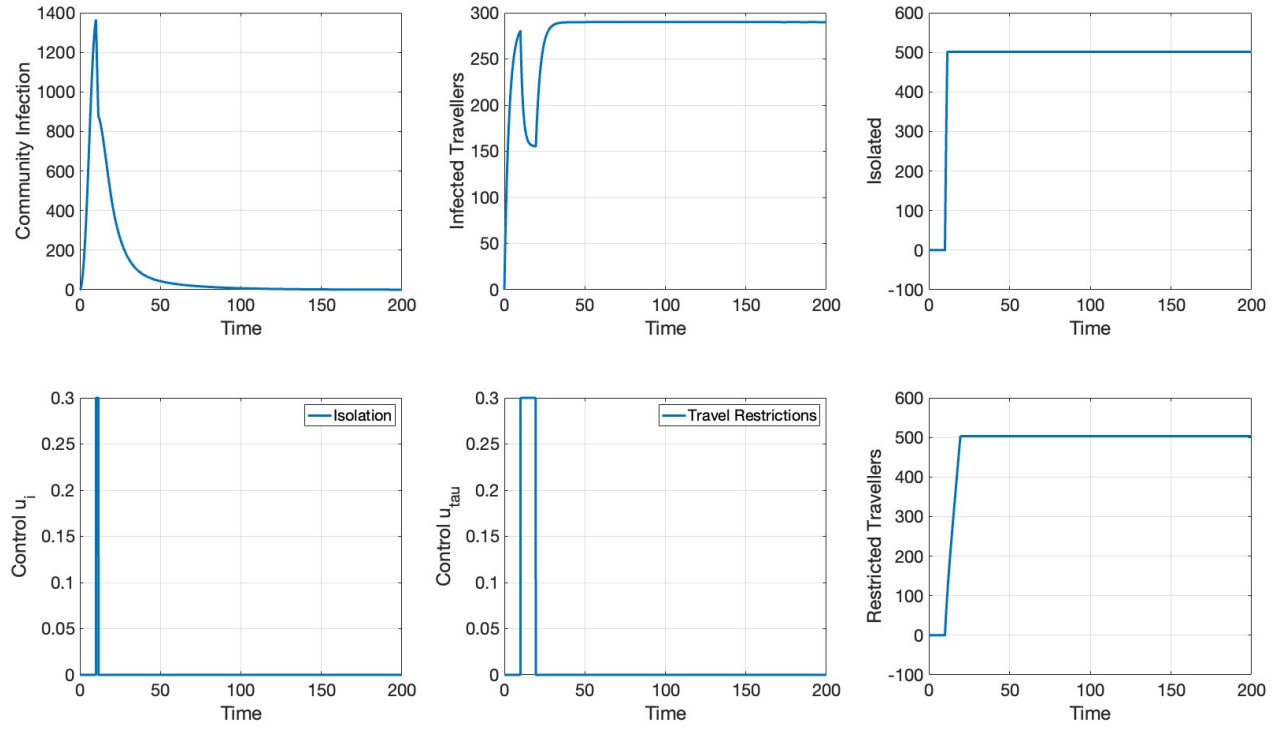 1400
1200
1000
800
600
400
200
0
Community Infection
0 50 100 150 200
Time
300
250
200
150
100
50
0
Infected Travellers
0 50 100 150 200
Time
600
500
400
300
200
100
0
-100
Isolated
0 50 100 150 200
Time
0.3
0.25
0.2
0.15
0.1
0.05
0
Control u_i
Isolation
0 50 100 150 200
Time
0.3
0.25
0.2
0.15
0.1
0.05
0
Control u_tau
Travel Restrictions
0 50 100 150 200
Time
600
500
400
300
200
100
0
-100
Restricted Travellers
0 50 100 150 200
Time